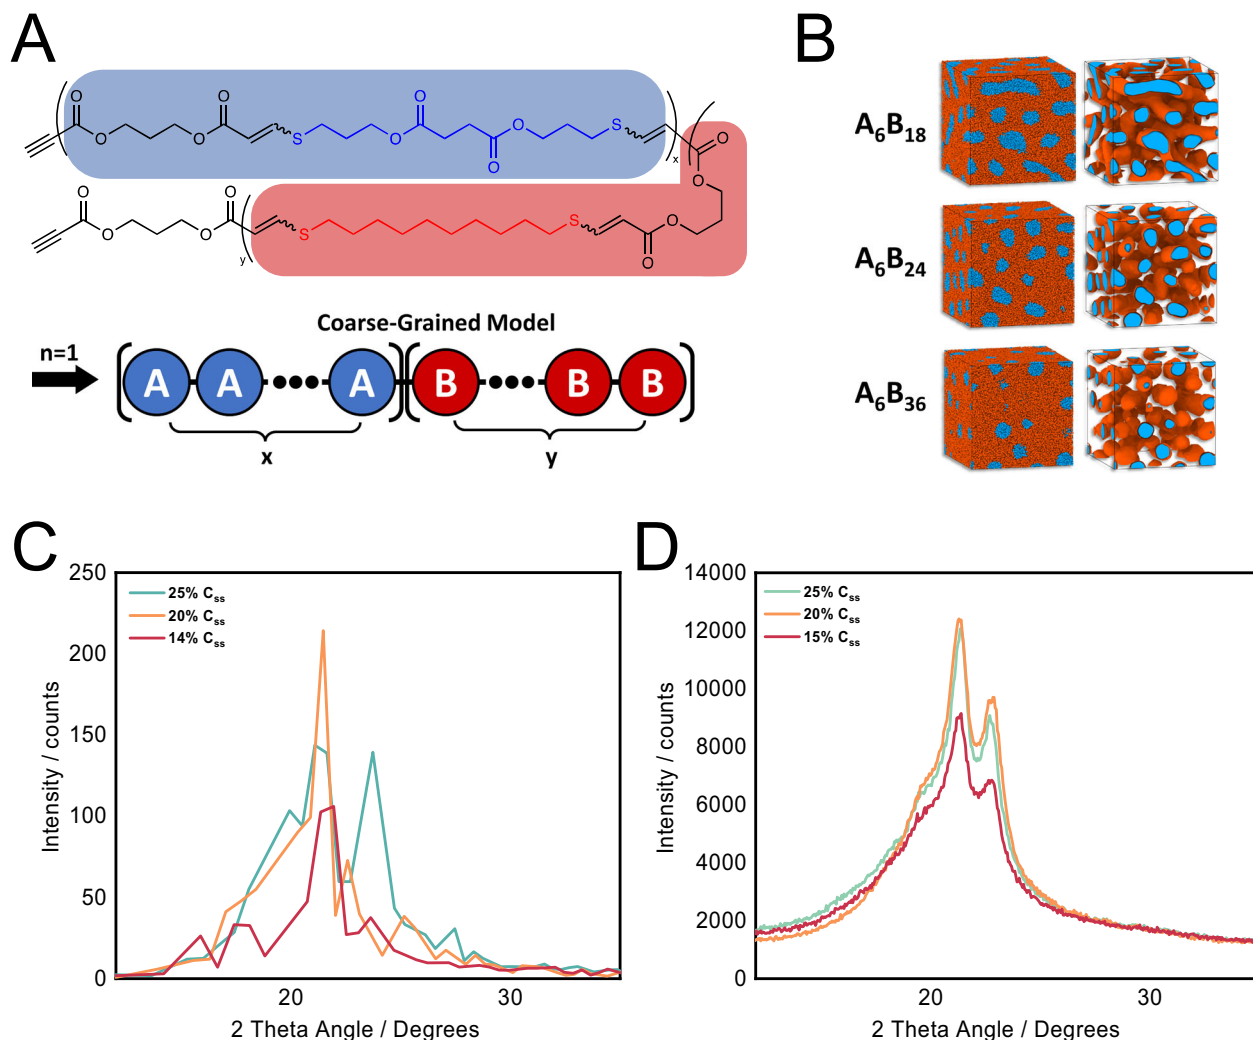 A
O
O
O
O
S
O
O
O
O
S
x
O
O
O
O
O
O
y
S
S
O
O
Coarse-Grained Model
n=1
A A A B B B
x y
B
A₆B₁₈
A₆B₂₄
A₆B₃₆
C
Intensity / counts
250
200
150
100
50
0
25% Cₛₛ
20% Cₛₛ
14% Cₛₛ
20 30
2 Theta Angle / Degrees
D
Intensity / counts
14000
12000
10000
8000
6000
4000
2000
0
25% Cₛₛ
20% Cₛₛ
15% Cₛₛ
20 30
2 Theta Angle / Degrees